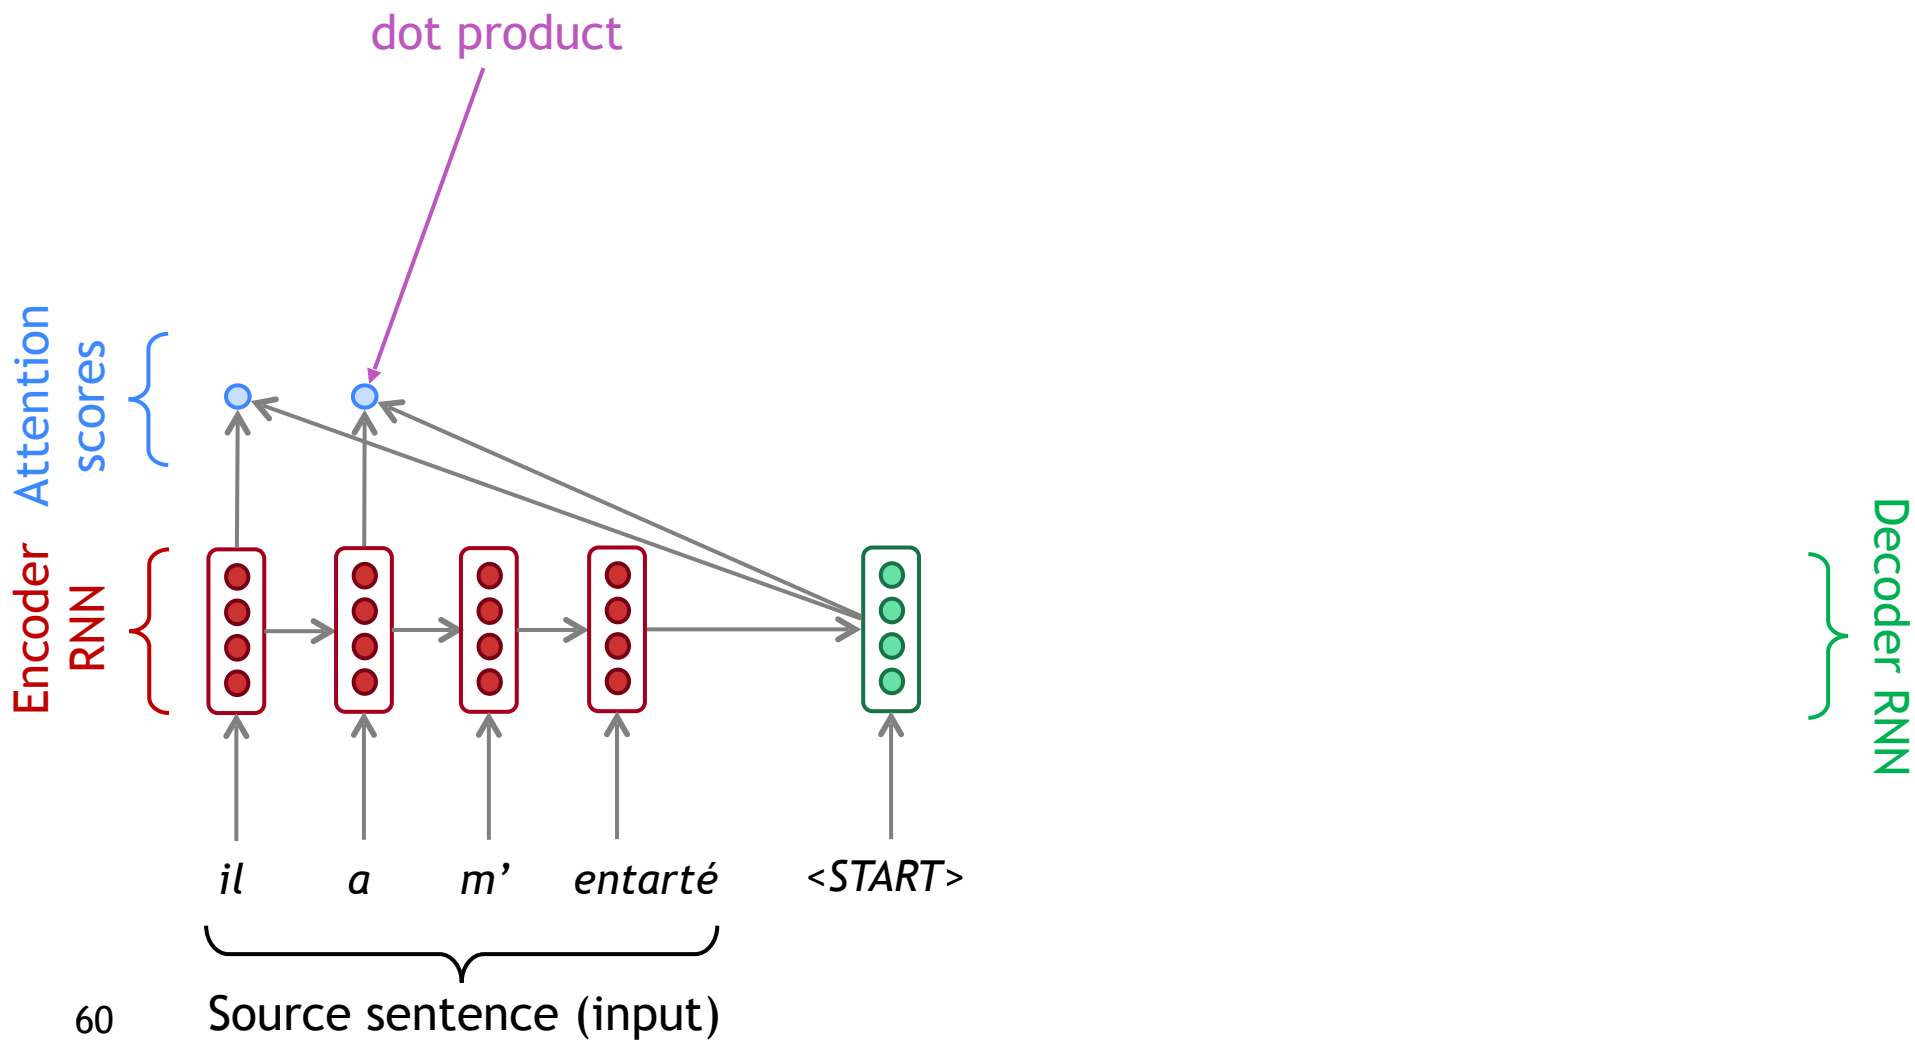 dot product
Attention
scores
Encoder
RNN
Decoder RNN
il a m’ entarté <START>
Source sentence (input)
60